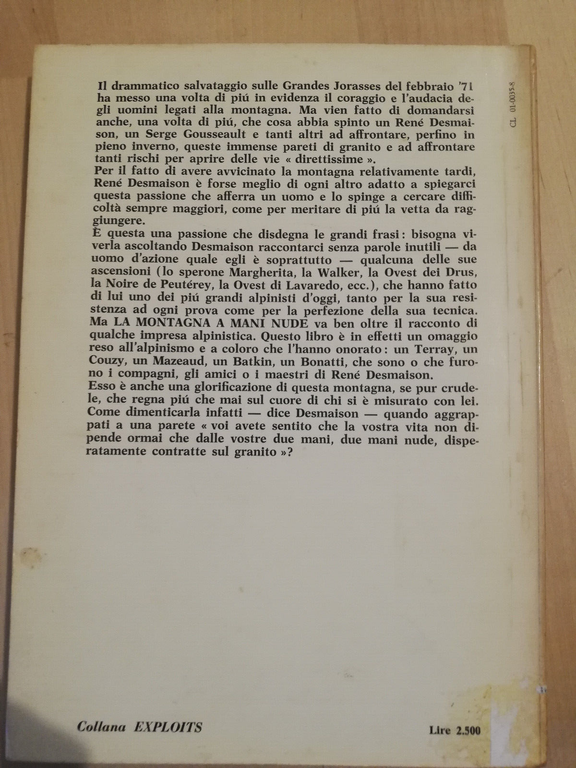 CL 01-0035-8
Il drammatico salvataggio sulle Grandes Jorasses del febbraio '71
ha messo una volta di piú in evidenza il coraggio e l'audacia de-
gli uomini legati alla montagna. Ma vien fatto di domandarsi
anche, una volta di piú, che cosa abbia spinto un René Desmai-
son, un Serge Gousseault e tanti altri ad affrontare, perfino in
pieno inverno, queste immense pareti di granito e ad affrontare
tanti rischi per aprire delle vie « direttissime ».
Per il fatto di avere avvicinato la montagna relativamente tardi,
René Desmaison è forse meglio di ogni altro adatto a spiegarci
questa passione che afferra un uomo e lo spinge a cercare diffi-
coltà sempre maggiori, come per meritare di piú la vetta da rag-
giungere.
È questa una passione che disdegna le grandi frasi: bisogna vi-
verla ascoltando Desmaison raccontarci senza parole inutili — da
uomo d'azione quale egli è soprattutto — qualcuna delle sue
ascensioni (lo sperone Margherita, la Walker, la Ovest dei Drus,
la Noire de Peutérey, la Ovest di Lavaredo, ecc.), che hanno fatto
di lui uno dei piú grandi alpinisti d'oggi, tanto per la sua resi-
stenza ad ogni prova come per la perfezione della sua tecnica.
Ma LA MONTAGNA A MANI NUDE va ben oltre il racconto di
qualche impresa alpinistica. Questo libro è in effetti un omaggio
reso all'alpinismo e a coloro che l'hanno onorato: un Terray, un
Couzy, un Mazeaud, un Batkin, un Bonatti, che sono o che furo-
no i compagni, gli amici o i maestri di René Desmaison.
Esso è anche una glorificazione di questa montagna, se pur crude-
le, che regna piú che mai sul cuore di chi si è misurato con lei.
Come dimenticarla infatti — dice Desmaison — quando aggrap-
pati a una parete « voi avete sentito che la vostra vita non di-
pende ormai che dalle vostre due mani, due mani nude, dispe-
ratamente contratte sul granito »?
Collana EXPLOITS
Lire 2.500